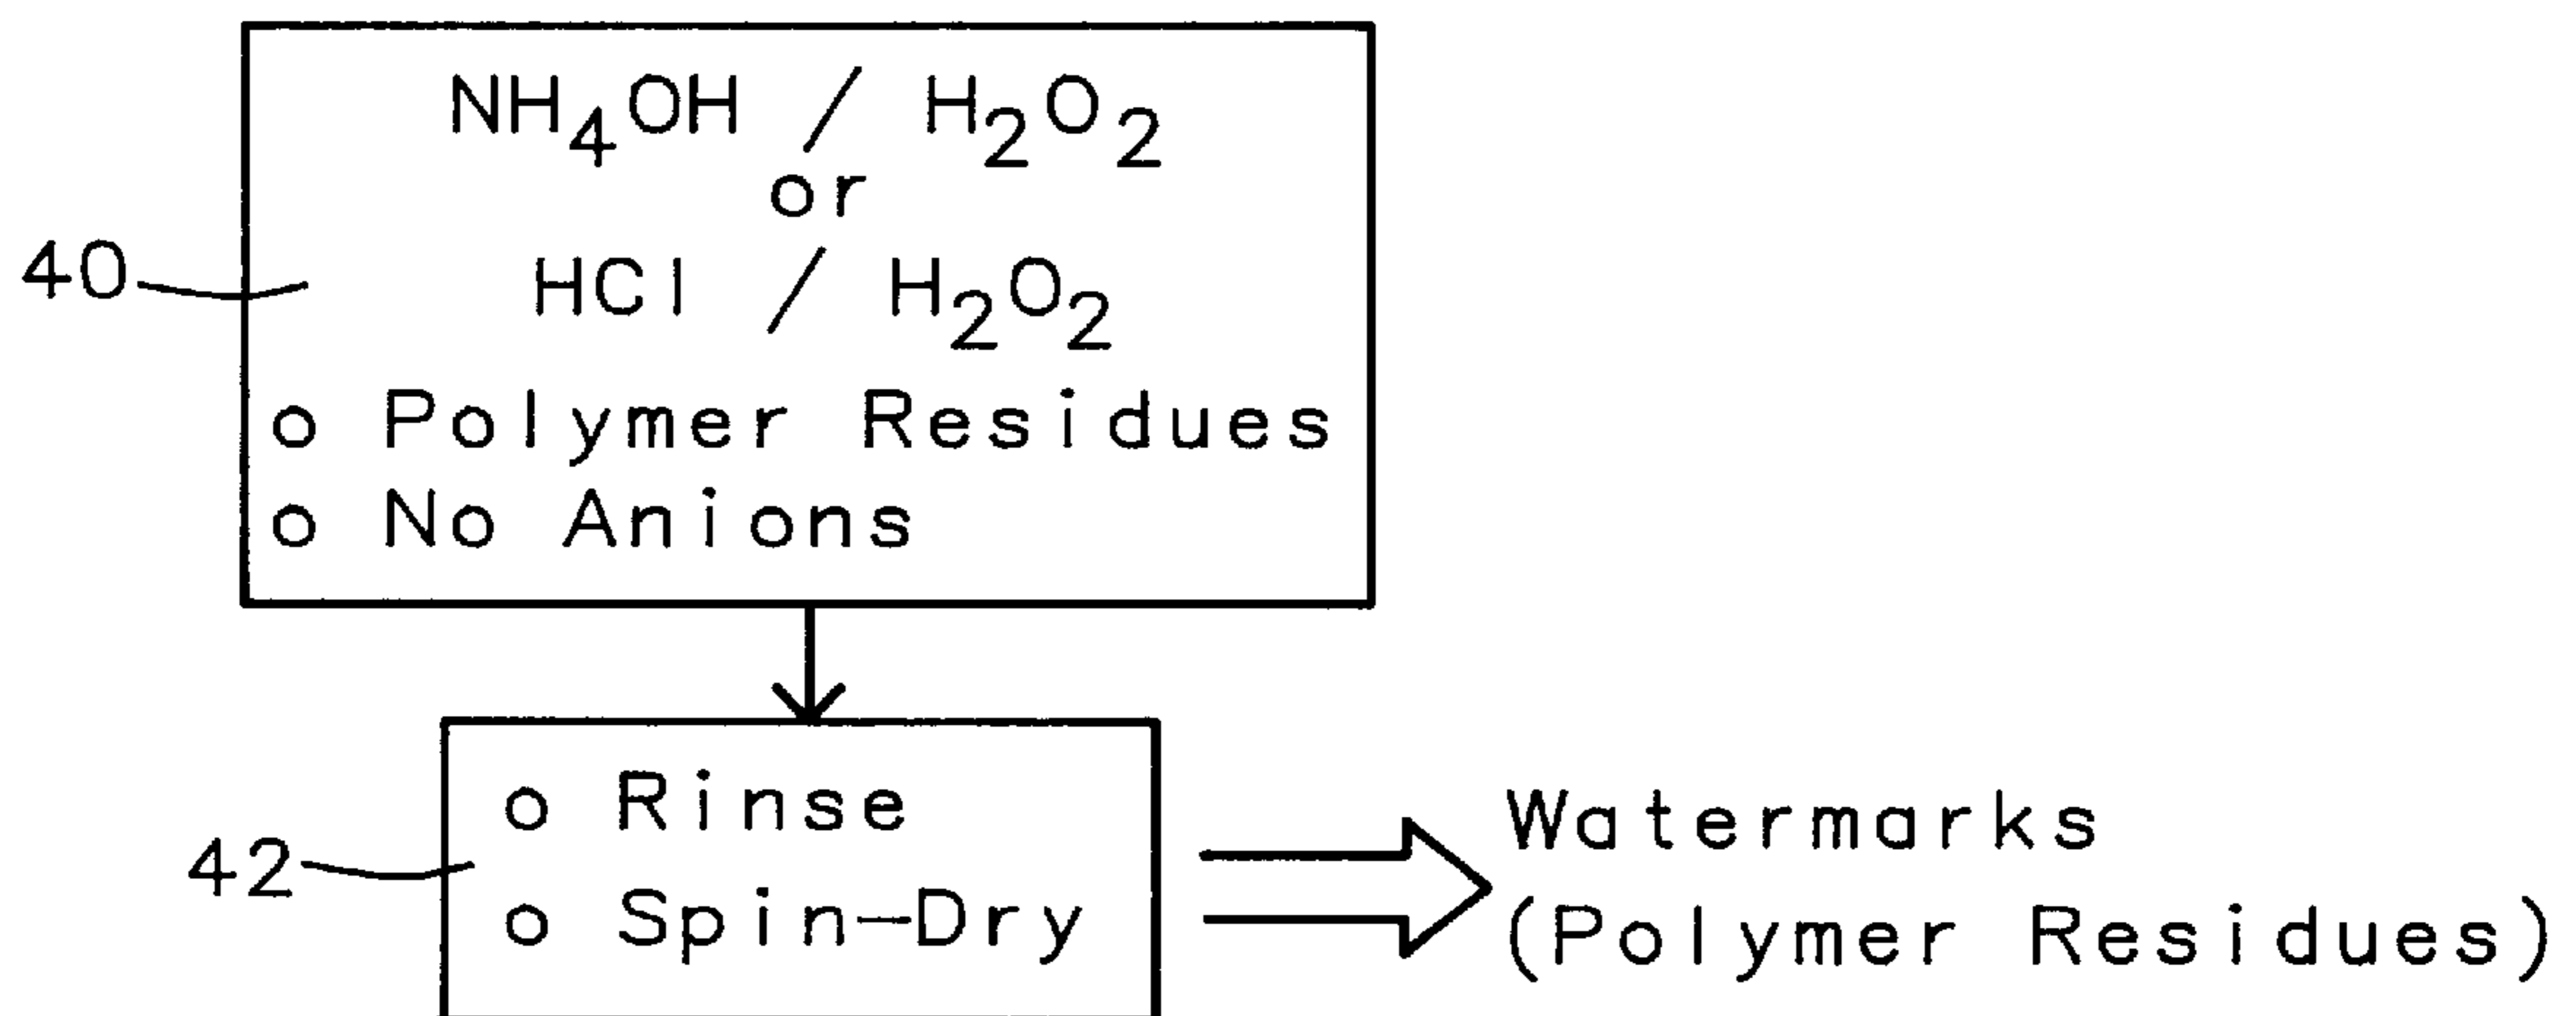 NH₄OH / H₂O₂
or
40
HCl / H₂O₂
o Polymer Residues
o No Anions
o Rinse
42
o Spin-Dry
Watermarks
(Polymer Residues)